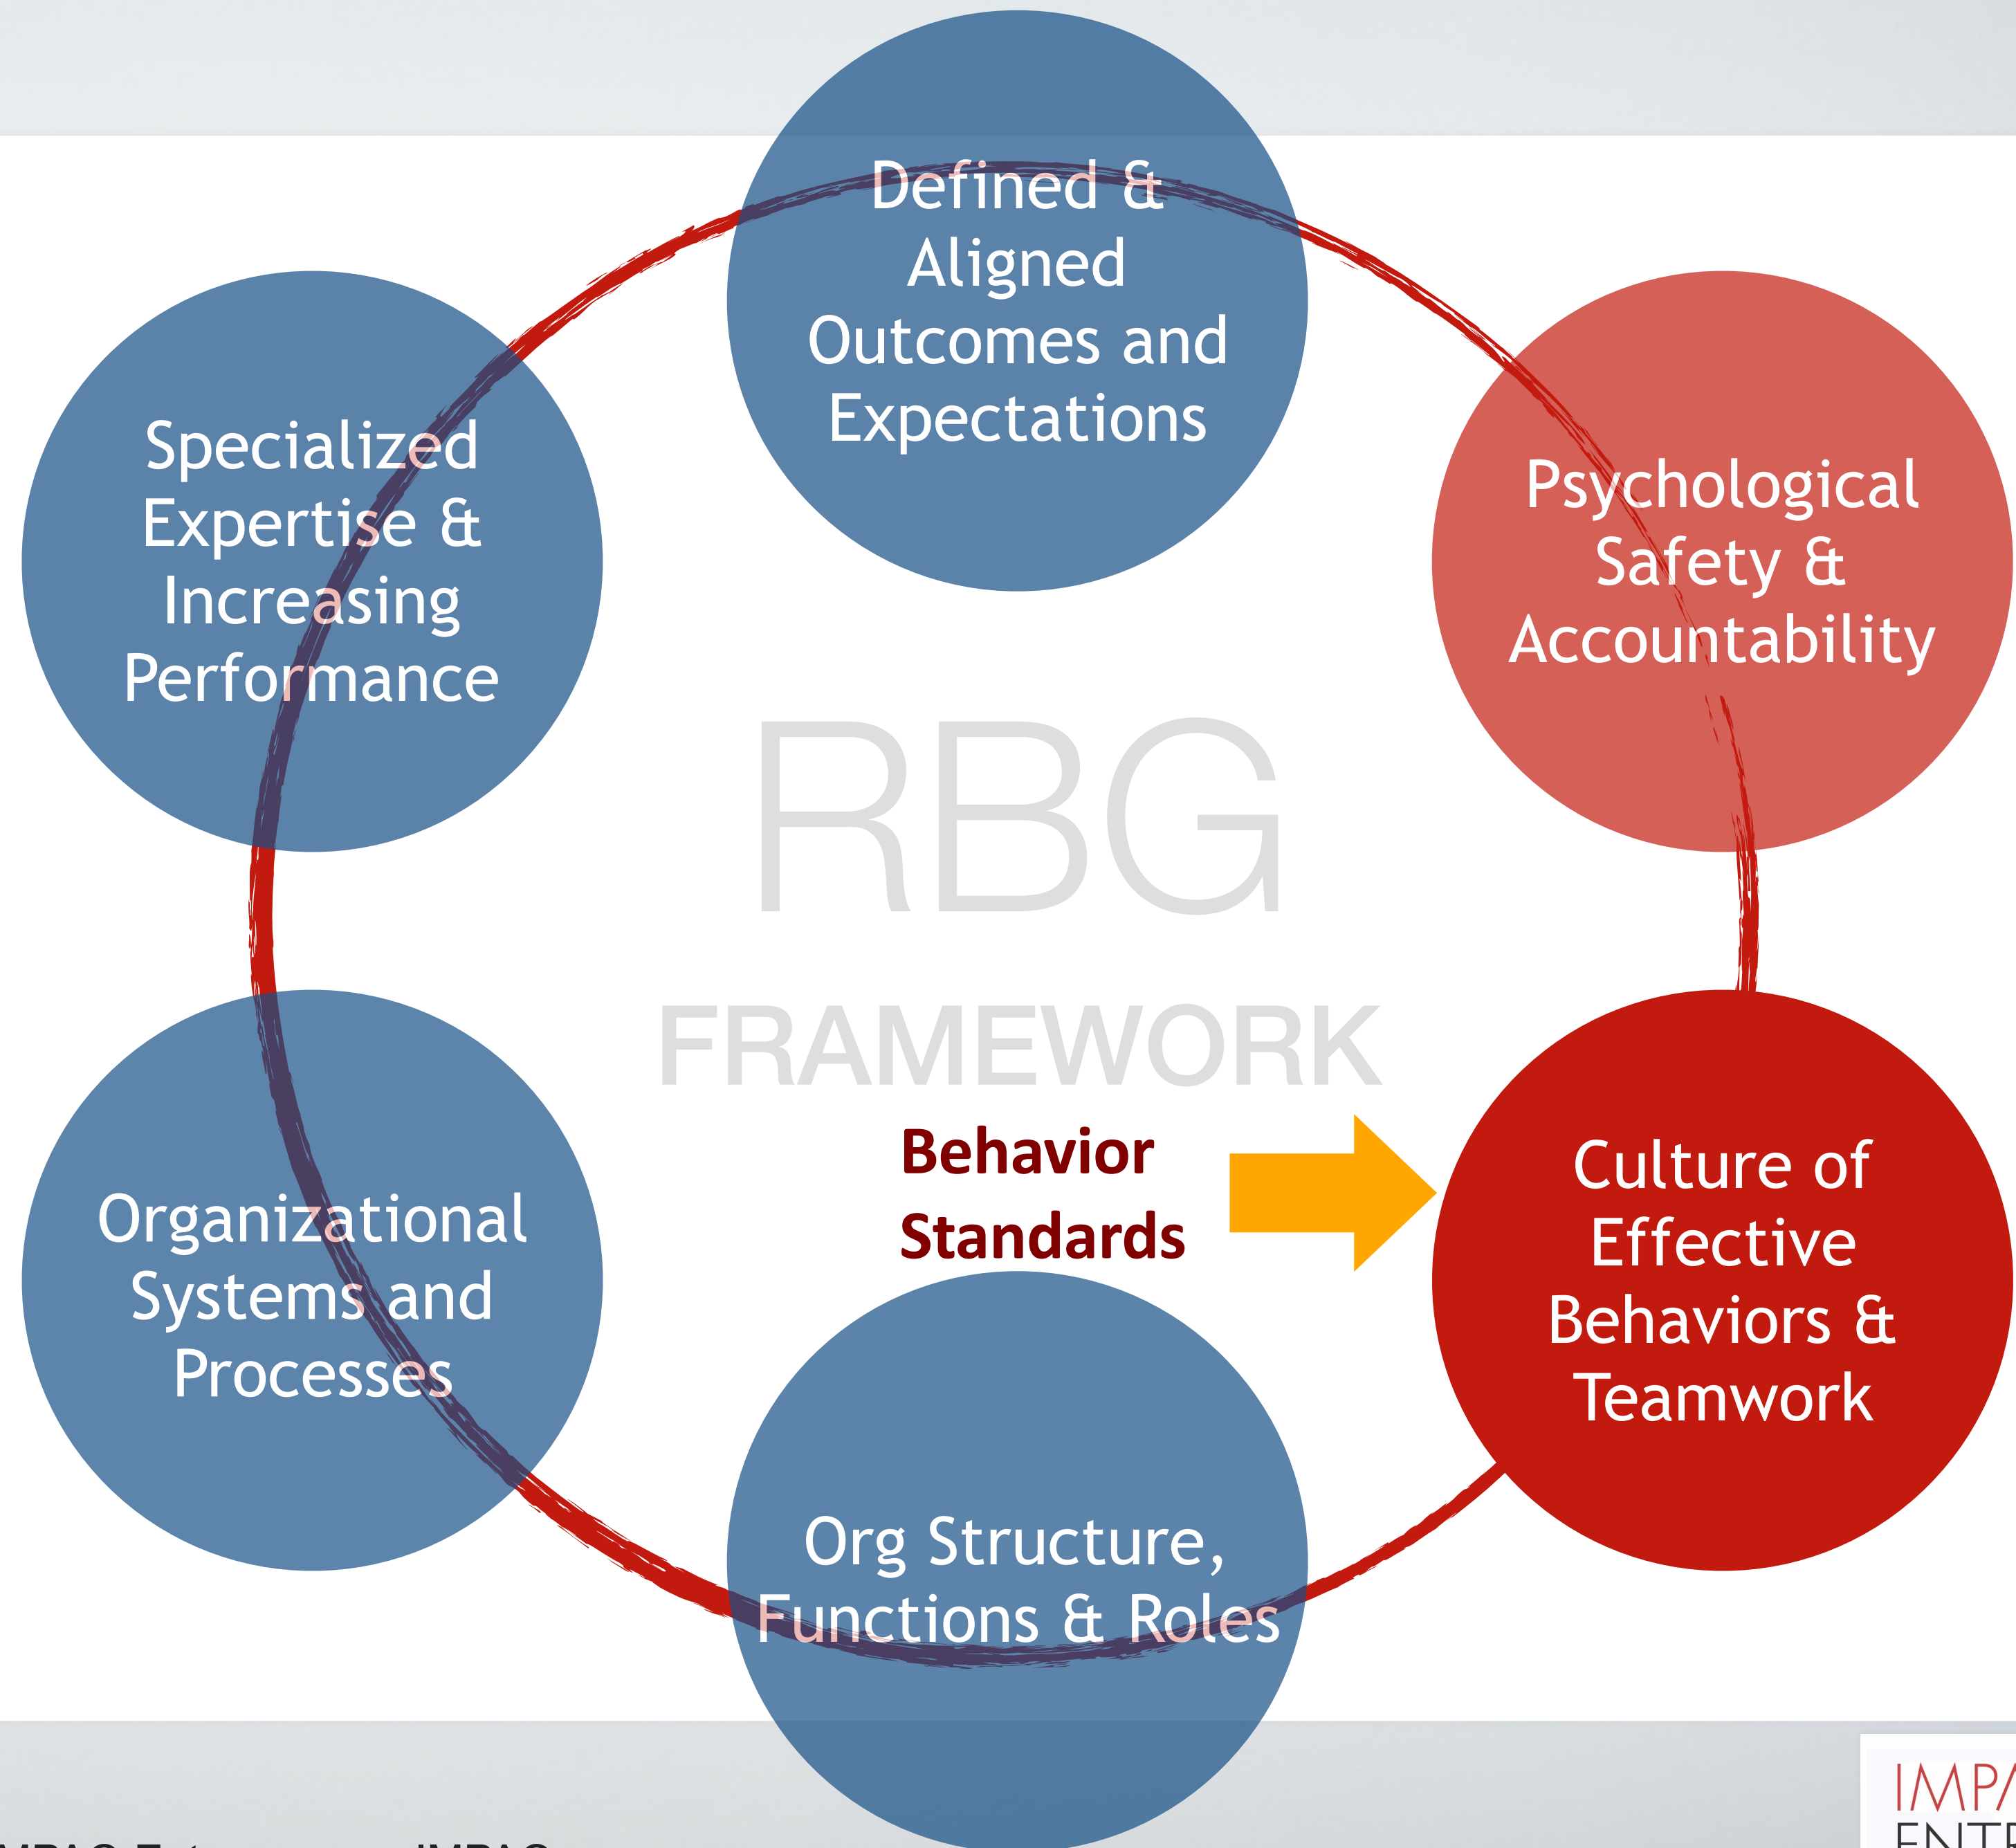 Defined &
Aligned
Outcomes and
Expectations
Specialized
Expertise &
Increasing
Performance
Psychological
Safety &
Accountability
RBG
FRAMEWORK
Behavior
Standards
Culture of
Effective
Behaviors &
Teamwork
Organizational
Systems and
Processes
Org Structure,
Functions & Roles